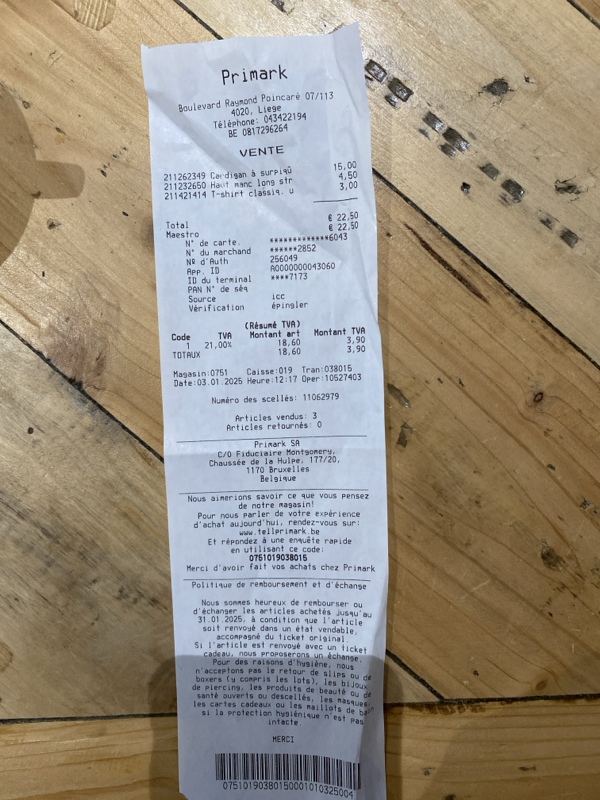 Primark
Boulevard Raymond Poincaré 07/113
4020, Liege
Téléphone: 043422194
BE 0817296264
VENTE
211262349 Cardigan à surpiqû 15,00
211232650 Haut manc long str 4,50
211421414 T-shirt classiq. u 3,00
Total € 22,50
Maestro € 22,50
N° de carte. *************6043
N° du marchand ******2852
Nº d'Auth 256049
App. ID A0000000043060
ID du terminal ****7173
PAN N° de séq
Source icc
Vérification épingler
(Résumé TVA)
Code TVA Montant art Montant TVA
1 21,00% 18,60 3,90
TOTAUX 18,60 3,90
Magasin:0751 Caisse:019 Tran:038015
Date:03.01.2025 Heure:12:17 Oper:10527403
Numéro des scellés: 11062979
Articles vendus: 3
Articles retournés: 0
Primark SA
C/O Fiduciaire Montgomery,
Chaussée de la Hulpe, 177/20,
1170 Bruxelles
Belgique
Nous aimerions savoir ce que vous pensez
de notre magasin!
Pour nous parler de votre expérience
d'achat aujourd'hui, rendez-vous sur:
www.tellprimark.be
Et répondez à une enquête rapide
en utilisant ce code:
0751019038015
Merci d'avoir fait vos achats chez Primark
Politique de remboursement et d'échange
Nous sommes heureux de rembourser ou
d'échanger les articles achetés jusqu'au
31.01.2025, à condition que l'article
soit renvoyé dans un état vendable,
accompagné du ticket original.
Si l'article est renvoyé avec un ticket
cadeau, nous proposerons un échange.
Pour des raisons d'hygiène, nous
n'acceptons pas le retour de slips ou de
boxers (y compris les lots), les bijoux
de piercing, les produits de beauté ou de
santé ouverts ou descellés, les masques
les cartes cadeaux ou les maillots de
si la protection hygiénique n'est pas
intacte.
MERCI
0751019038015000101032500​4